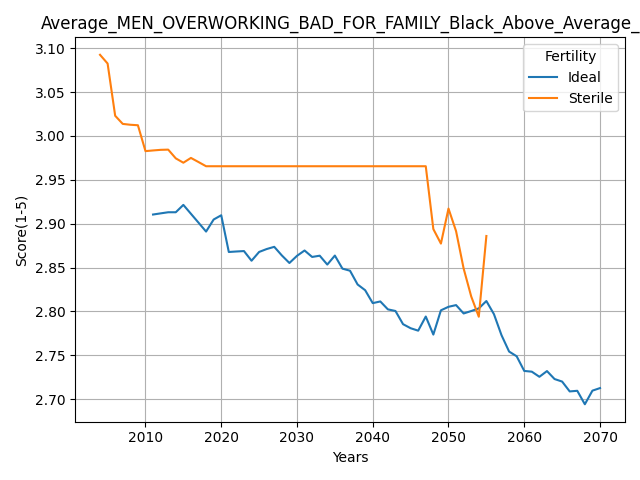 Average_MEN_OVERWORKING_BAD_FOR_FAMILY_Black_Above_Average_
Fertility
Ideal
Sterile
Score(1-5)
3.10
3.05
3.00
2.95
2.90
2.85
2.80
2.75
2.70
2010 2020 2030 2040 2050 2060 2070
Years